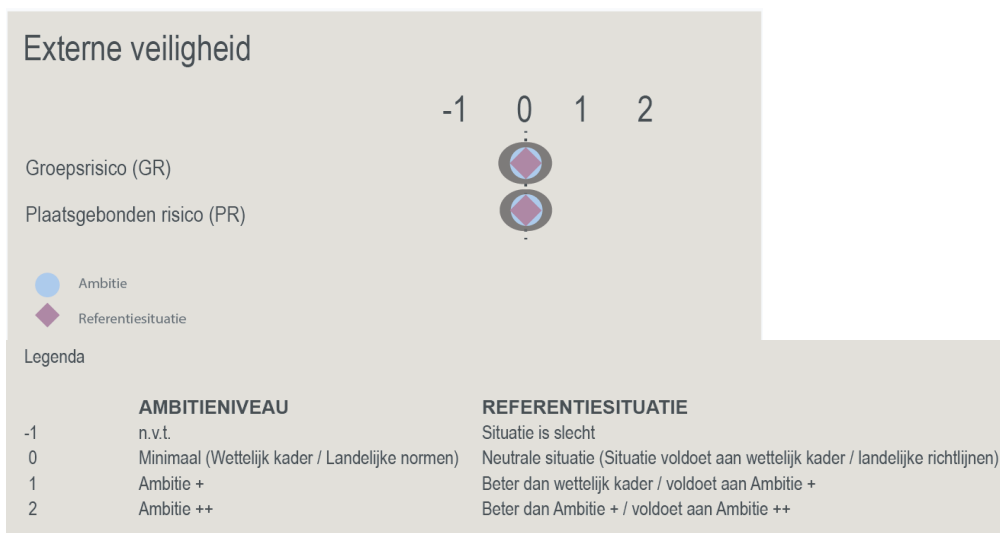 Externe veiligheid
-1 0 1 2
Groepsrisico (GR)
Plaatsgebonden risico (PR)
Ambitie
Referentiesituatie
Legenda
AMBITIENIVEAU REFERENTIESITUATIE
-1 n.v.t. Situatie is slecht
0 Minimaal (Wettelijk kader / Landelijke normen) Neutrale situatie (Situatie voldoet aan wettelijk kader / landelijke richtlijnen)
1 Ambitie + Beter dan wettelijk kader / voldoet aan Ambitie +
2 Ambitie ++ Beter dan Ambitie + / voldoet aan Ambitie ++